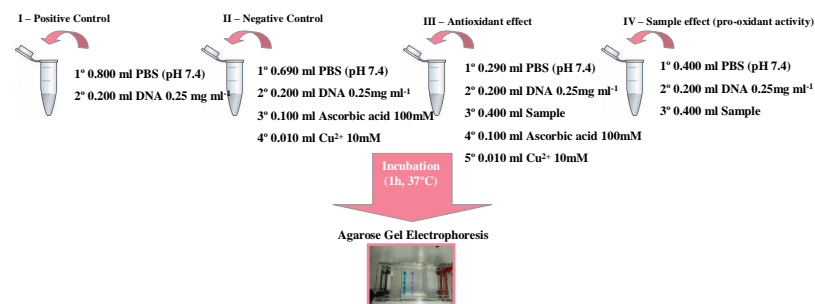 I – Positive Control
1º 0.800 ml PBS (pH 7.4)
2º 0.200 ml DNA 0.25 mg ml⁻¹
II – Negative Control
1º 0.690 ml PBS (pH 7.4)
2º 0.200 ml DNA 0.25mg ml⁻¹
3º 0.100 ml Ascorbic acid 100mM
4º 0.010 ml Cu²⁺ 10mM
III – Antioxidant effect
1º 0.290 ml PBS (pH 7.4)
2º 0.200 ml DNA 0.25mg ml⁻¹
3º 0.400 ml Sample
4º 0.100 ml Ascorbic acid 100mM
5º 0.010 ml Cu²⁺ 10mM
IV – Sample effect (pro-oxidant activity)
1º 0.400 ml PBS (pH 7.4)
2º 0.200 ml DNA 0.25mg ml⁻¹
3º 0.400 ml Sample
Incubation
(1h, 37ºC)
Agarose Gel Electrophoresis